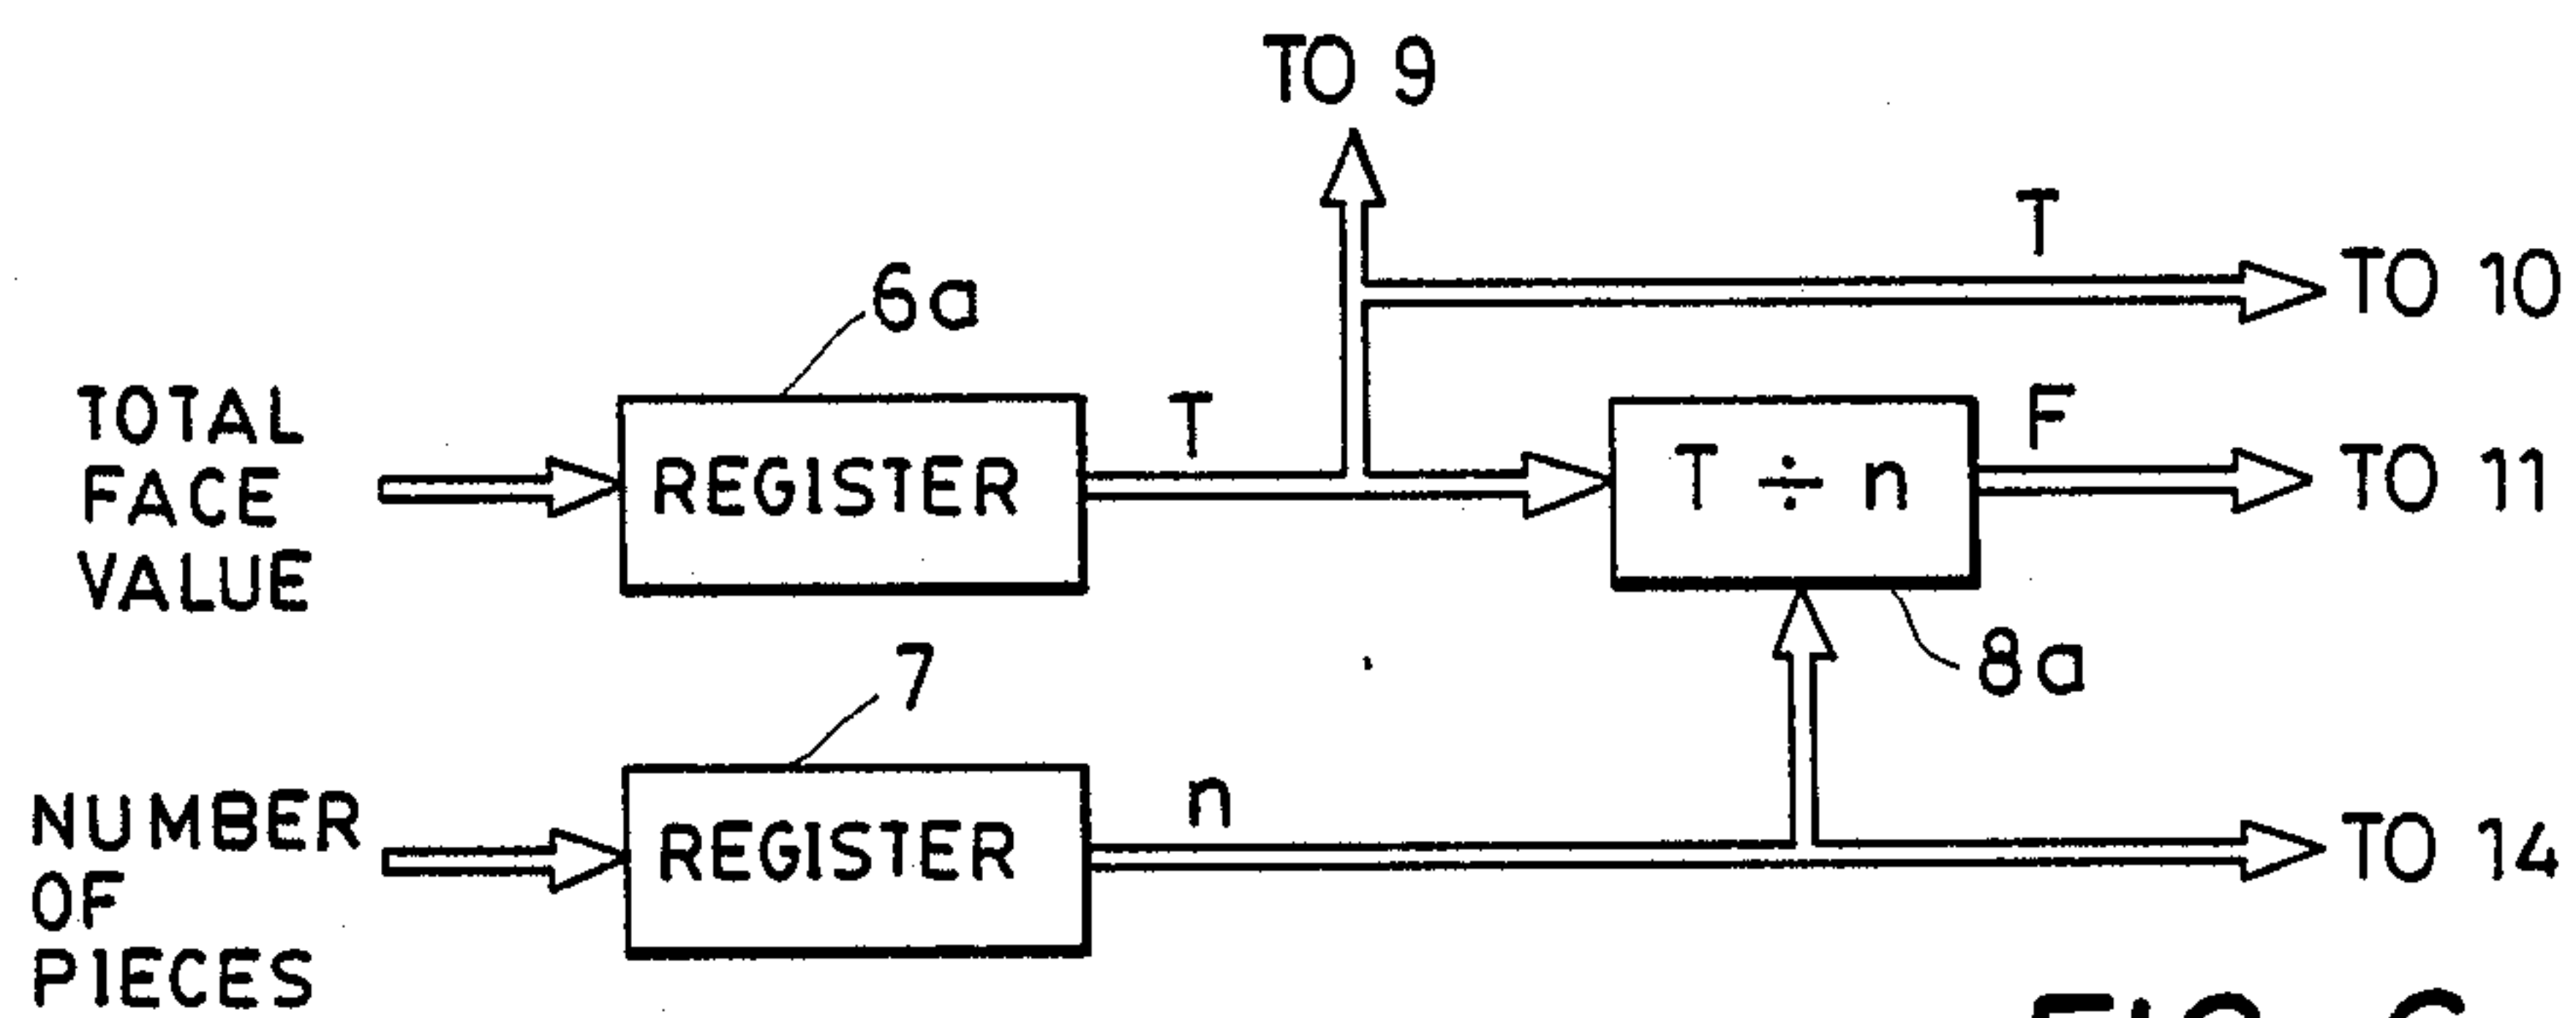 TO 9
T
TO 10
6a
TOTAL
FACE
VALUE
REGISTER
T
T ÷ n
F
TO 11
8a
7
NUMBER
OF
PIECES
REGISTER
n
TO 14